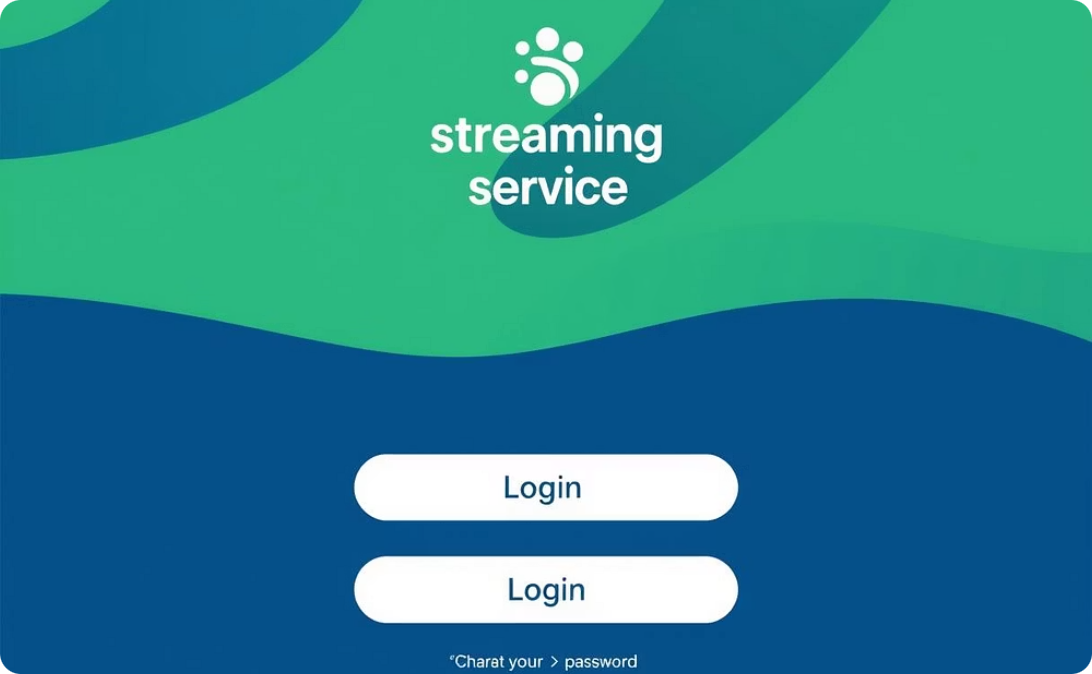 streaming
service
Login
Login
"Charat your > password